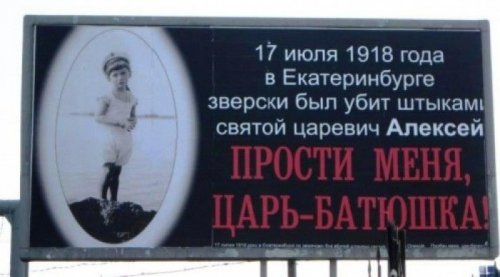 17 июля 1918 года
в Екатеринбурге
зверски был убит штыками
святой царевич Алексей
ПРОСТИ МЕНЯ,
ЦАРЬ-БАТЮШКА!